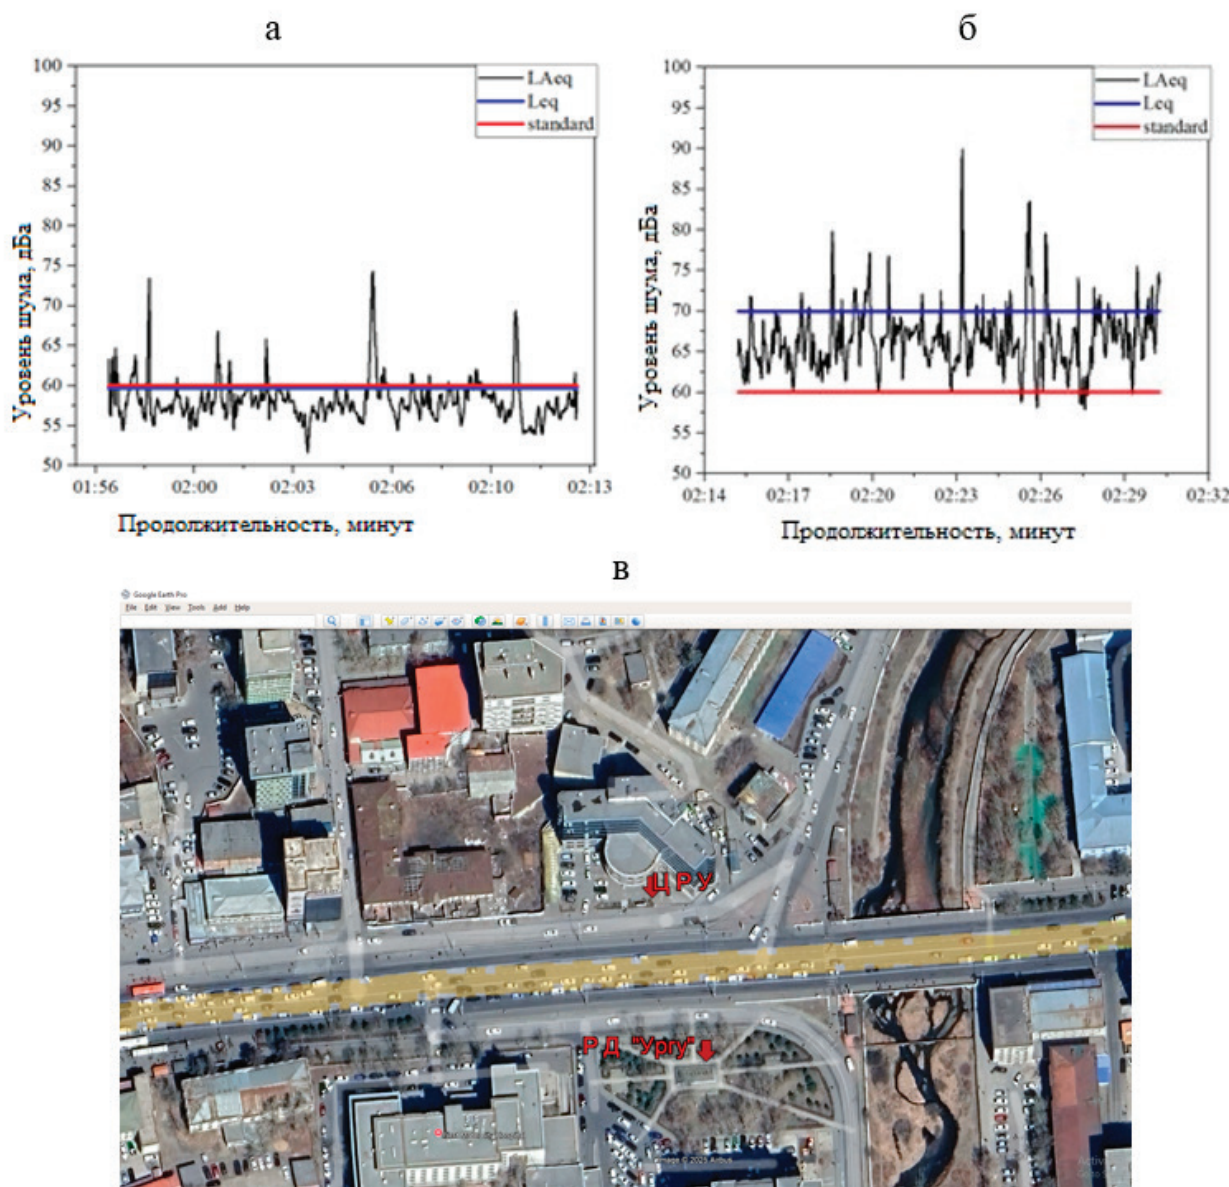 а
100
95
90
85
80
75
70
65
60
55
50
Уровень шума, дБа
LAeq
Leq
standard
01:56 02:00 02:03 02:06 02:10 02:13
Продолжительность, минут
б
100
95
90
85
80
75
70
65
60
55
50
Уровень шума, дБа
LAeq
Leq
standard
02:14 02:17 02:20 02:23 02:26 02:29 02:32
Продолжительность, минут
в
Google Earth Pro
File Edit View Tools Add Help
Ц Р У
Р Д "Ургу"
Image © 2025 Airbus